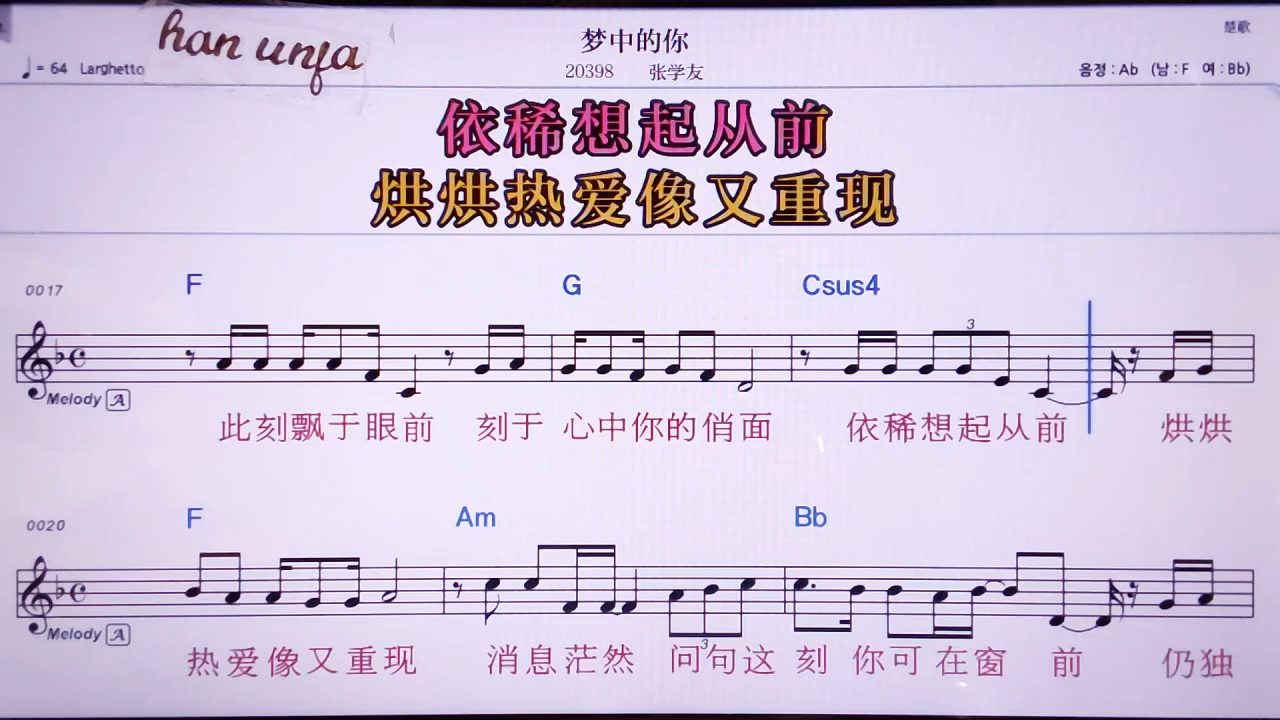 han unfa
梦中的你
楚歌
♩= 64 Larghetto
20398 张学友
음정 : Ab (남 : F 여 : Bb)
依稀想起从前
烘烘热爱像又重现
0017 F G Csus4
3
Melody A
此刻飘于眼前 刻于 心中你的俏面 依稀想起从前 烘烘
0020 F Am Bb
Melody A
3
热爱像又重现 消息茫然 问句这 刻 你可 在窗 前 仍独